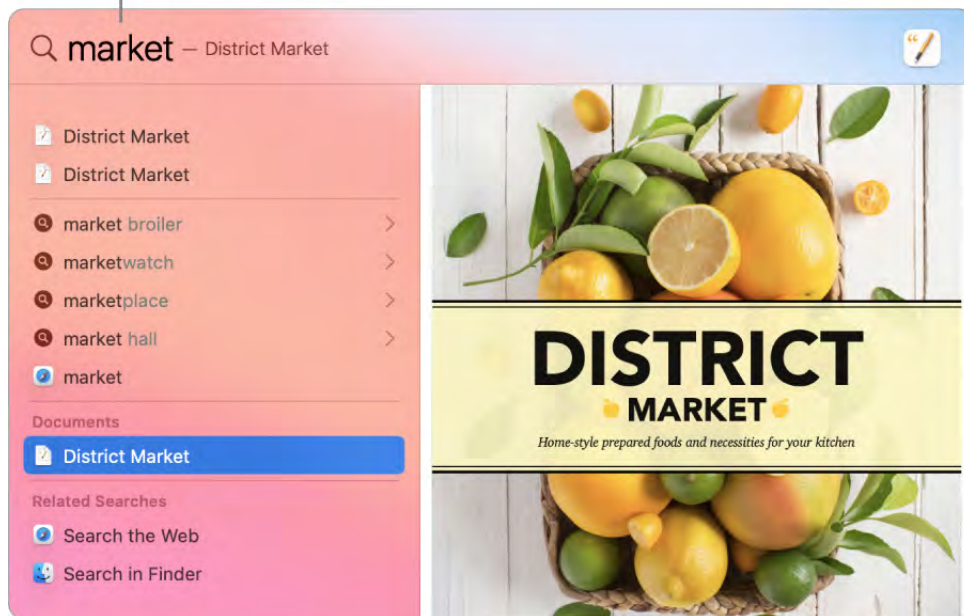 market — District Market
District Market
District Market
market broiler
marketwatch
marketplace
market hall
market
Documents
District Market
Related Searches
Search the Web
Search in Finder
DISTRICT
MARKET
Home-style prepared foods and necessities for your kitchen